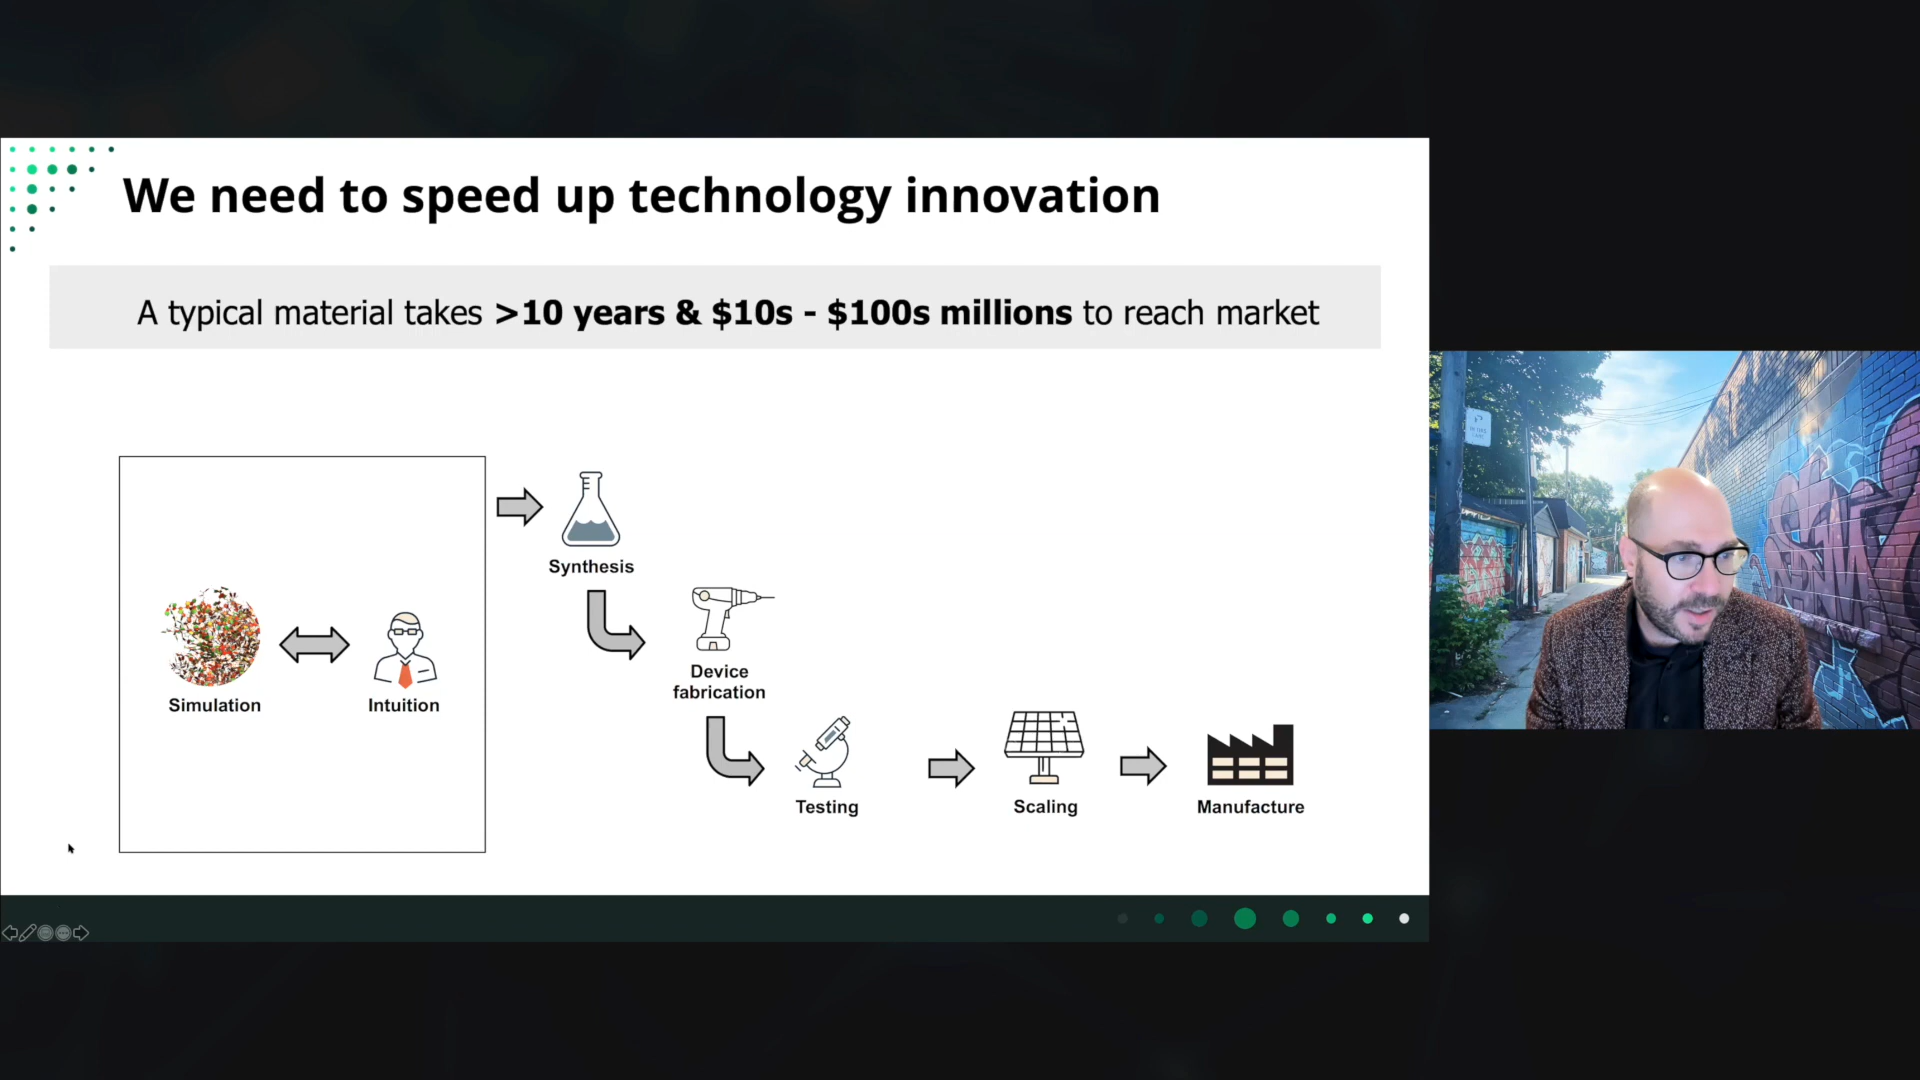 We need to speed up technology innovation
A typical material takes >10 years & $10s - $100s millions to reach market
Synthesis
Simulation
Intuition
Device
fabrication
Testing
Scaling
Manufacture